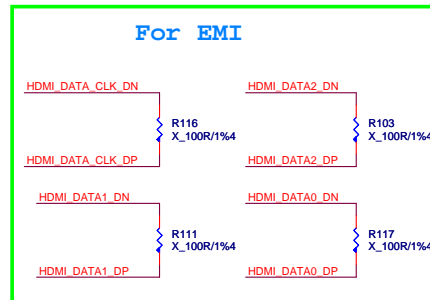 For EMI
HDMI_DATA_CLK_DN
HDMI_DATA2_DN
R116
X_100R/1%4
R103
X_100R/1%4
HDMI_DATA_CLK_DP
HDMI_DATA2_DP
HDMI_DATA1_DN
HDMI_DATA0_DN
R111
X_100R/1%4
R117
X_100R/1%4
HDMI_DATA1_DP
HDMI_DATA0_DP